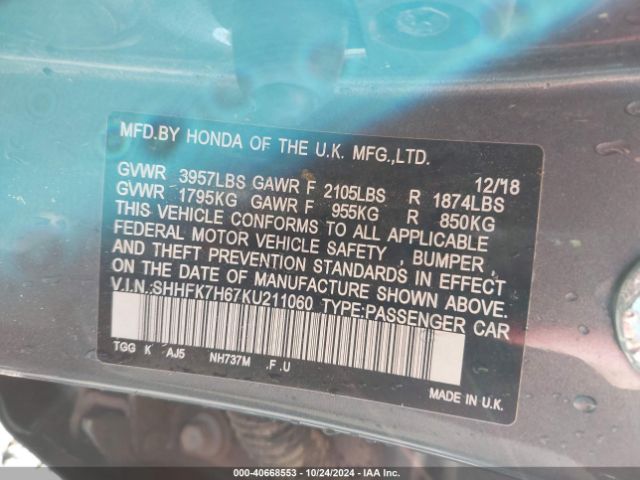 MFD.BY HONDA OF THE U.K. MFG.,LTD.
12/18
GVWR 3957LBS GAWR F 2105LBS R 1874LBS
GVWR 1795KG GAWR F 955KG R 850KG
THIS VEHICLE CONFORMS TO ALL APPLICABLE
FEDERAL MOTOR VEHICLE SAFETY , BUMPER ,
AND THEFT PREVENTION STANDARDS IN EFFECT
ON THE DATE OF MANUFACTURE SHOWN ABOVE.
V.I.N.:SHHFK7H67KU211060 TYPE:PASSENGER CAR
TGG K AJ5 NH737M .F .U
MADE IN U.K.
000-40668553 | 10/24/2024 | IAA Inc.